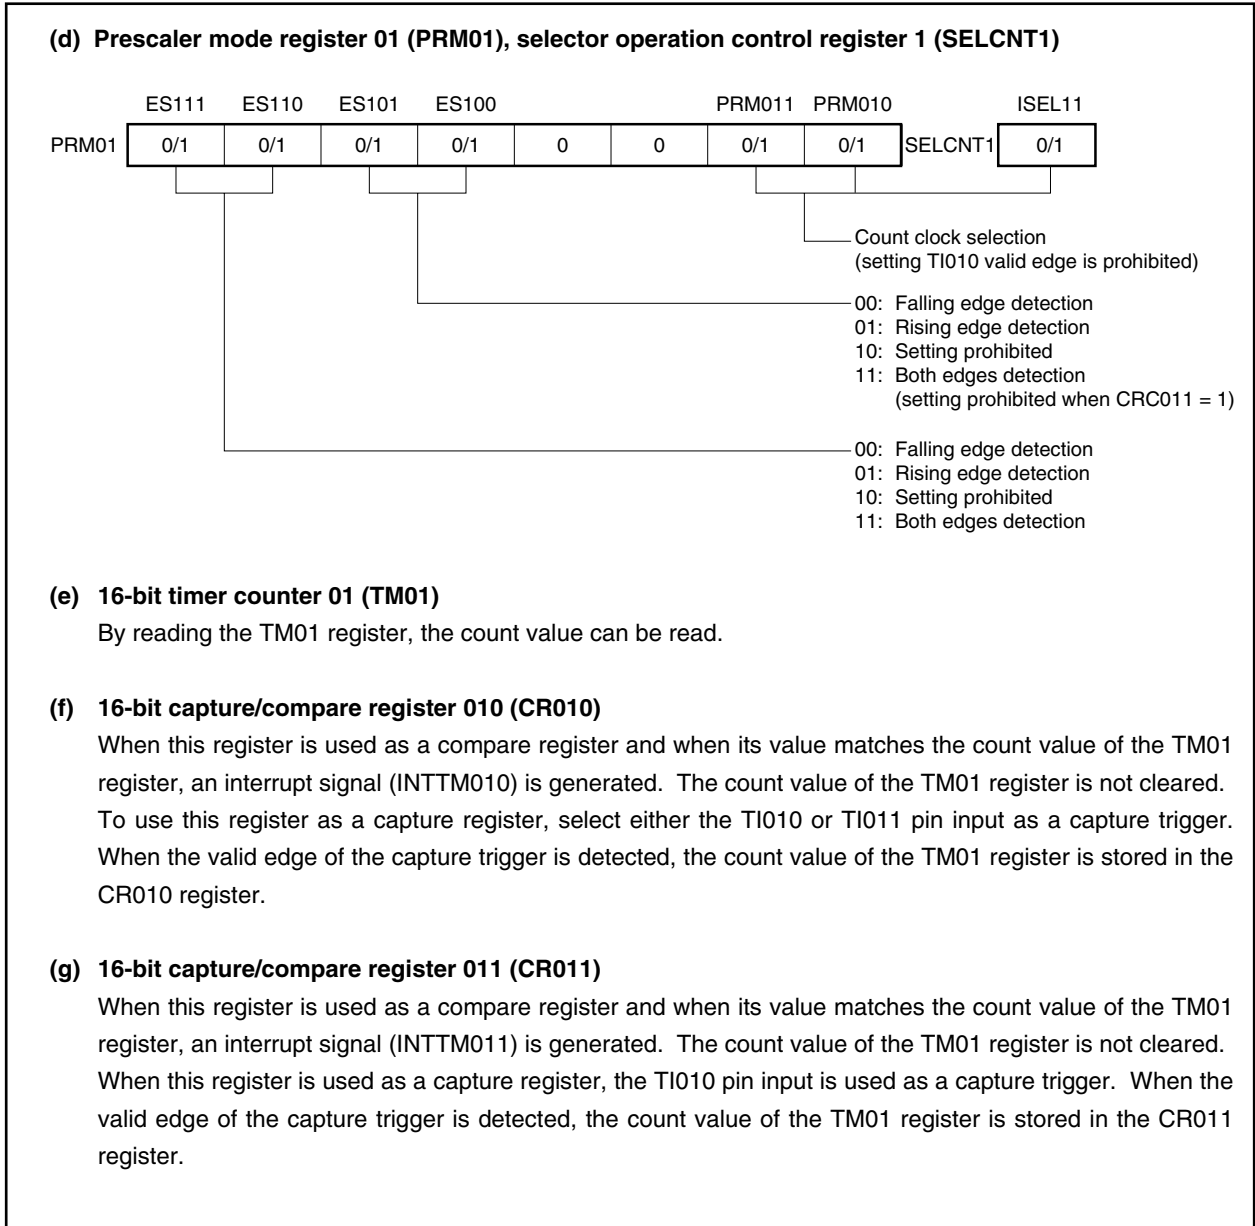 (d) Prescaler mode register 01 (PRM01), selector operation control register 1 (SELCNT1)
ES111 ES110 ES101 ES100 PRM011 PRM010 ISEL11
PRM01 0/1 0/1 0/1 0/1 0 0 0/1 0/1 SELCNT1 0/1
Count clock selection
(setting TI010 valid edge is prohibited)
00: Falling edge detection
01: Rising edge detection
10: Setting prohibited
11: Both edges detection
(setting prohibited when CRC011 = 1)
00: Falling edge detection
01: Rising edge detection
10: Setting prohibited
11: Both edges detection
(e) 16-bit timer counter 01 (TM01)
By reading the TM01 register, the count value can be read.
(f) 16-bit capture/compare register 010 (CR010)
When this register is used as a compare register and when its value matches the count value of the TM01
register, an interrupt signal (INTTM010) is generated. The count value of the TM01 register is not cleared.
To use this register as a capture register, select either the TI010 or TI011 pin input as a capture trigger.
When the valid edge of the capture trigger is detected, the count value of the TM01 register is stored in the
CR010 register.
(g) 16-bit capture/compare register 011 (CR011)
When this register is used as a compare register and when its value matches the count value of the TM01
register, an interrupt signal (INTTM011) is generated. The count value of the TM01 register is not cleared.
When this register is used as a capture register, the TI010 pin input is used as a capture trigger. When the
valid edge of the capture trigger is detected, the count value of the TM01 register is stored in the CR011
register.